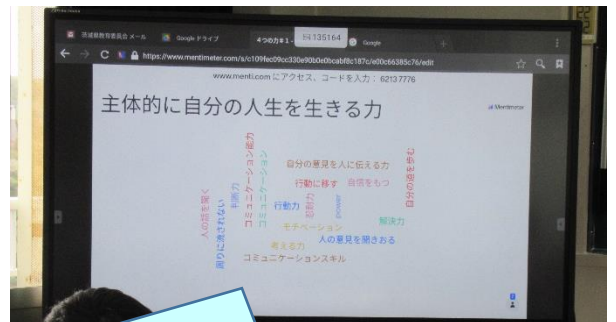 茨城県教育委員会 メール
Google ドライブ
4つの力#1 -
135164
Google
https://www.mentimeter.com/a/c109fec09cc330e90b0e0bcabf8c187c/e00c66385c76/edit
www.menti.com にアクセス、コードを入力: 6213 7776
主体的に自分の人生を生きる力
Mentimeter
自分の意見を人に伝える力
行動に移す 自信をもつ
自分の道を歩む
コミュニケーション能力
コミュニケーション
判断力
人の話を聞く
周りに流されない
行動力
忍耐力
power
解決力
モチベーション
人の意見を聞きおる
考える力
コミュニケーションスキル